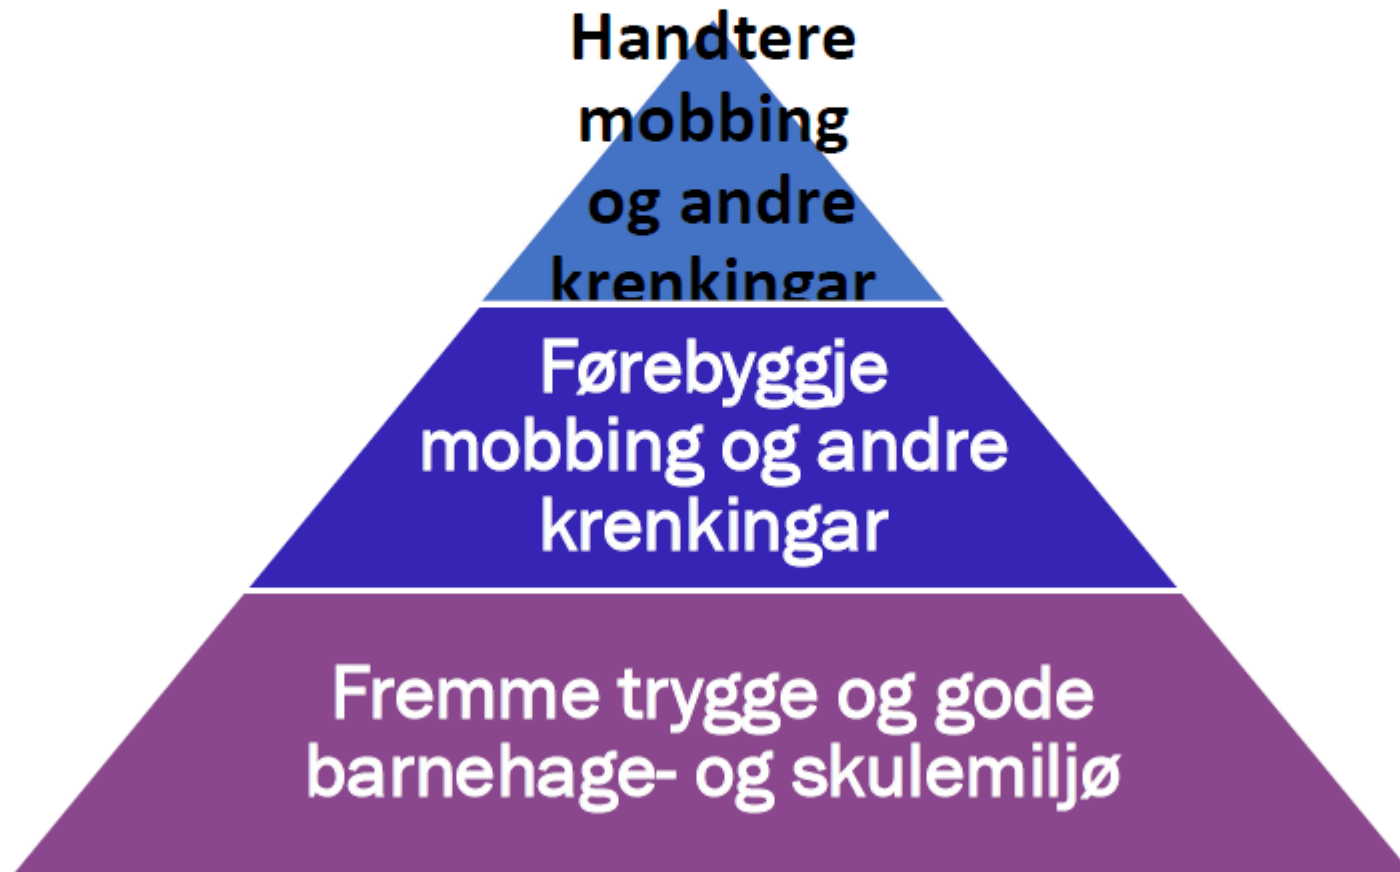 Handtere
mobbing
og andre
krenkingar
Førebyggje
mobbing og andre
krenkingar
Fremme trygge og gode
barnehage- og skulemiljø